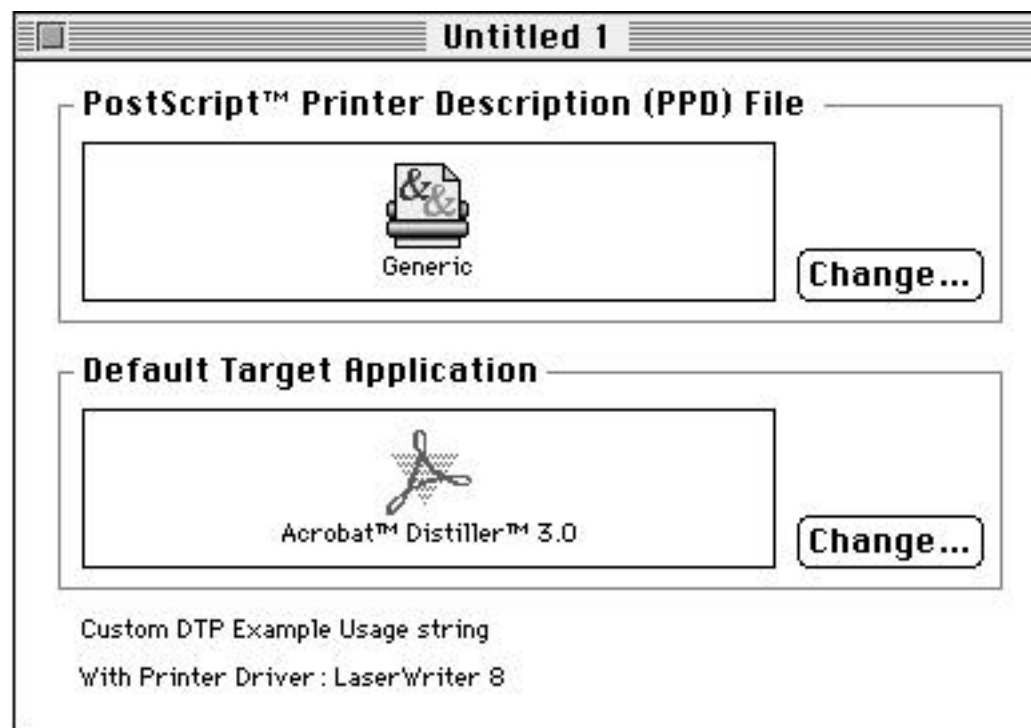 Untitled 1
PostScript™ Printer Description (PPD) File
&&
Generic
Change...
Default Target Application
Acrobat™ Distiller™ 3.0
Change...
Custom DTP Example Usage string
With Printer Driver : LaserWriter 8